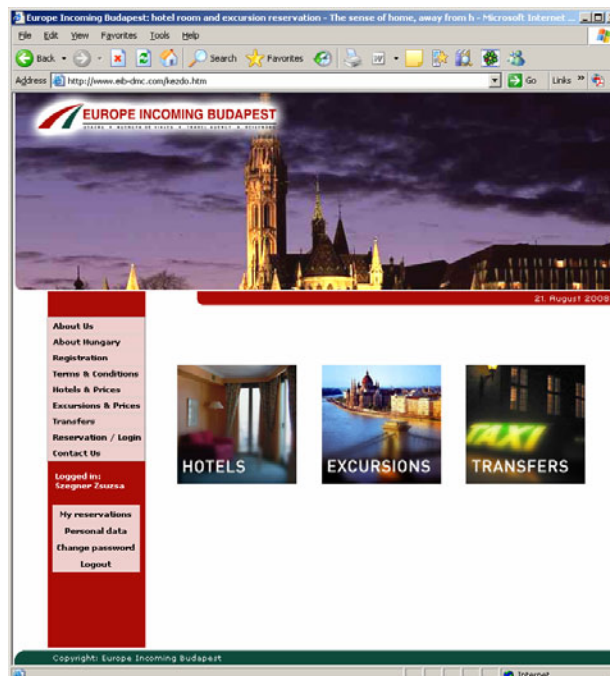 Europe Incoming Budapest: hotel room and excursion reservation - The sense of home, away from h - Microsoft Internet ...
File Edit View Favorites Tools Help
Back Search Favorites
Address http://www.eib-dmc.com/kezdo.htm Go Links »
EUROPE INCOMING BUDAPEST
21. August 2008
About Us
About Hungary
Registration
Terms & Conditions
Hotels & Prices
Excursions & Prices
Transfers
Reservation / Login
Contact Us
HOTELS
EXCURSIONS
TAXI
TRANSFERS
Logged in:
Szegner Zsuzsa
My reservations
Personal data
Change password
Logout
Copyright: Europe Incoming Budapest
Internet